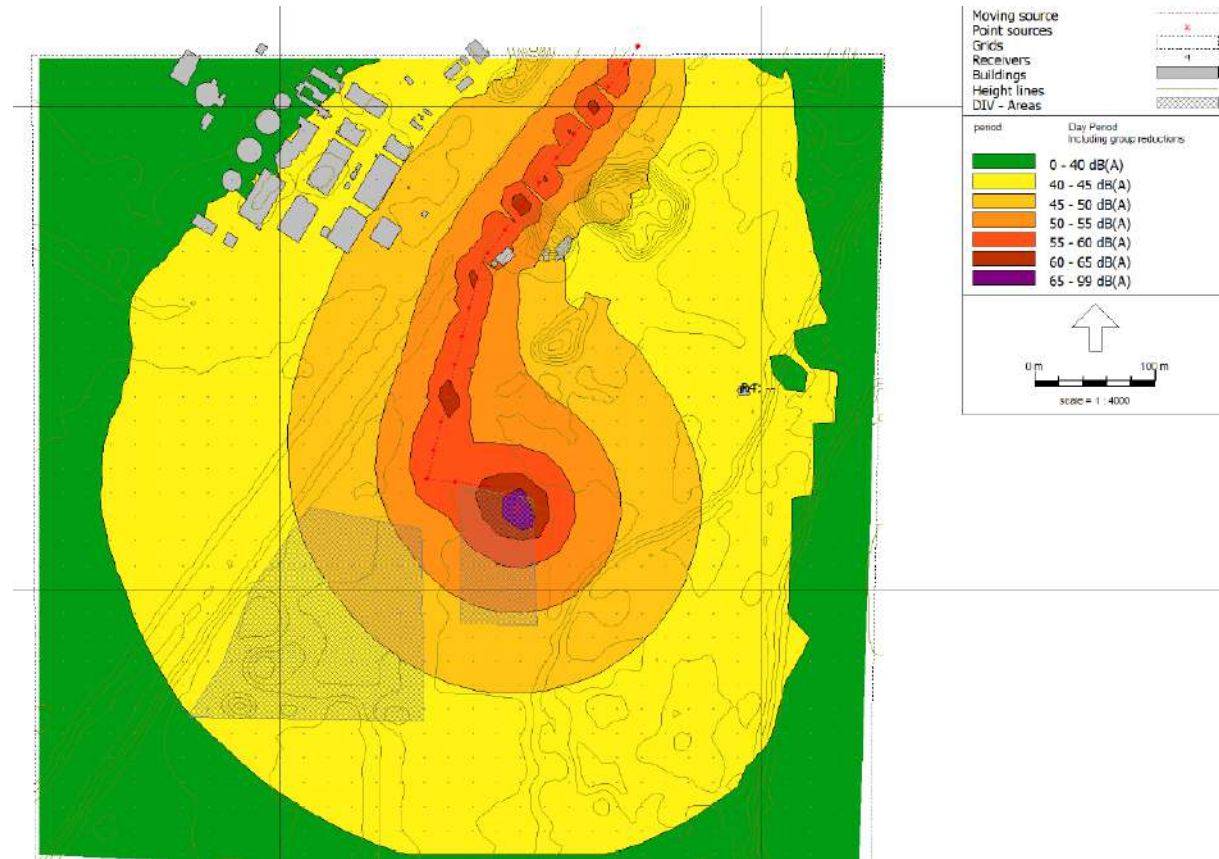 Moving source
Point sources
Grids
Receivers
Buildings
Height lines
DIV - Areas
period
Day Period
Including group reductions
0 - 40 dB(A)
40 - 45 dB(A)
45 - 50 dB(A)
50 - 55 dB(A)
55 - 60 dB(A)
60 - 65 dB(A)
65 - 99 dB(A)
0 m 100 m
scale = 1 : 4000